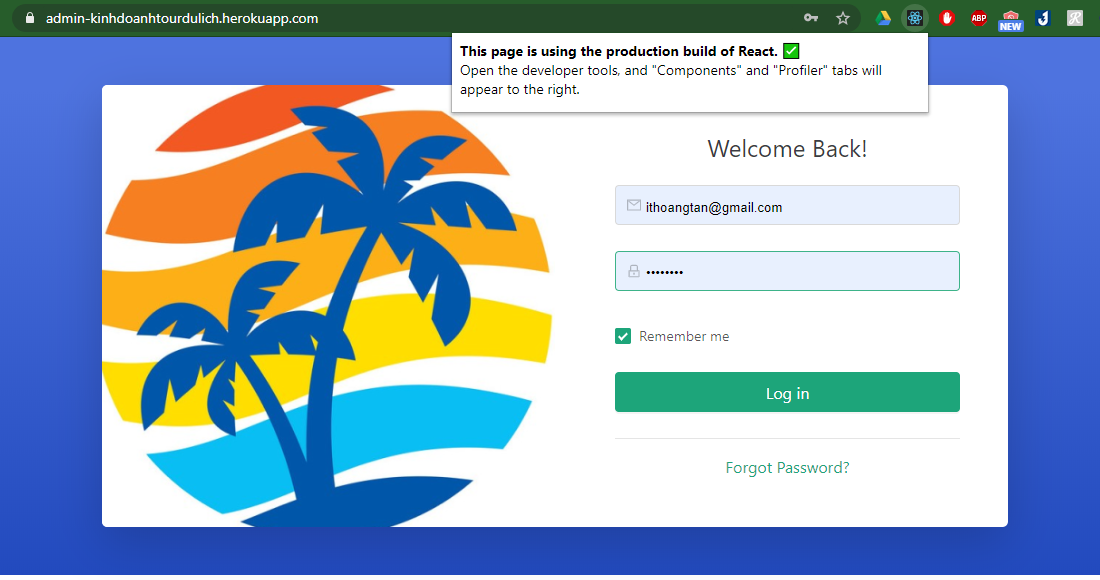 admin-kinhdoanhtourdulich.herokuapp.com
ABP
NEW
This page is using the production build of React. ✅
Open the developer tools, and "Components" and "Profiler" tabs will
appear to the right.
Welcome Back!
ithoangtan@gmail.com
••••••••
Remember me
Log in
Forgot Password?